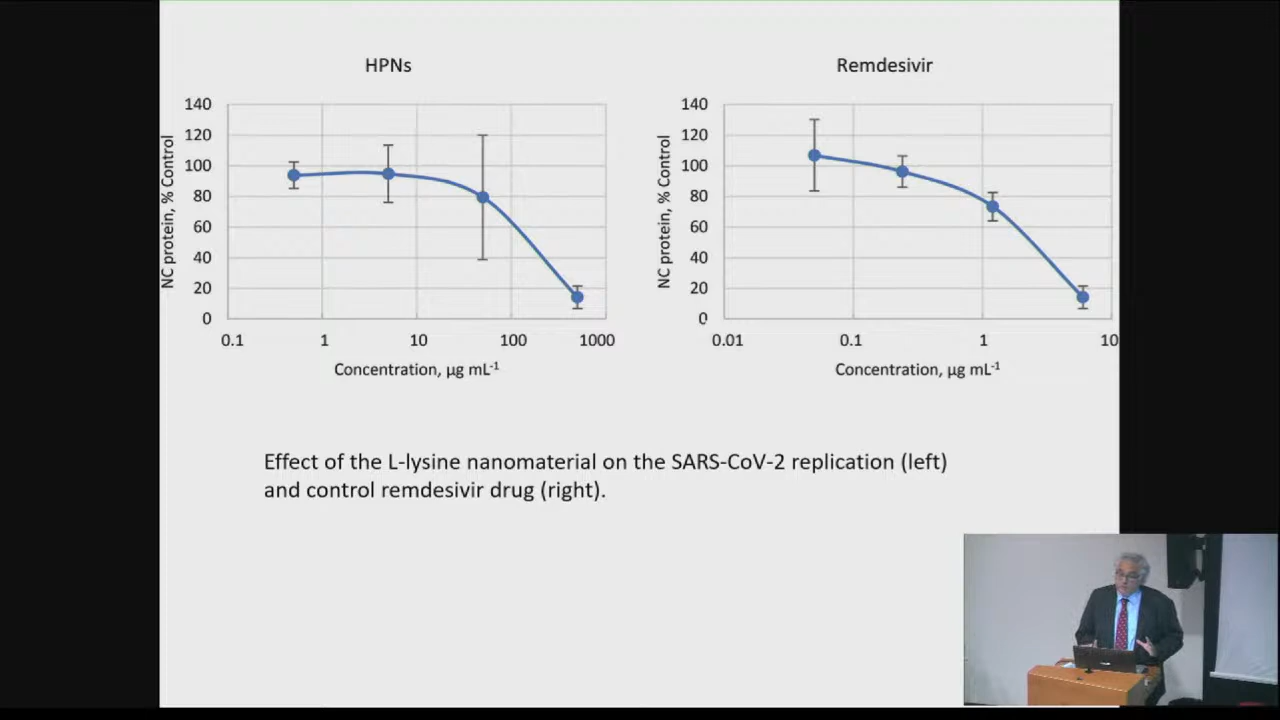 HPNs
140
120
100
80
60
40
20
0
NC protein, % Control
0.1 1 10 100 1000
Concentration, µg mL⁻¹
Remdesivir
140
120
100
80
60
40
20
0
NC protein, % Control
0.01 0.1 1 10
Concentration, µg mL⁻¹
Effect of the L-lysine nanomaterial on the SARS-CoV-2 replication (left)
and control remdesivir drug (right).